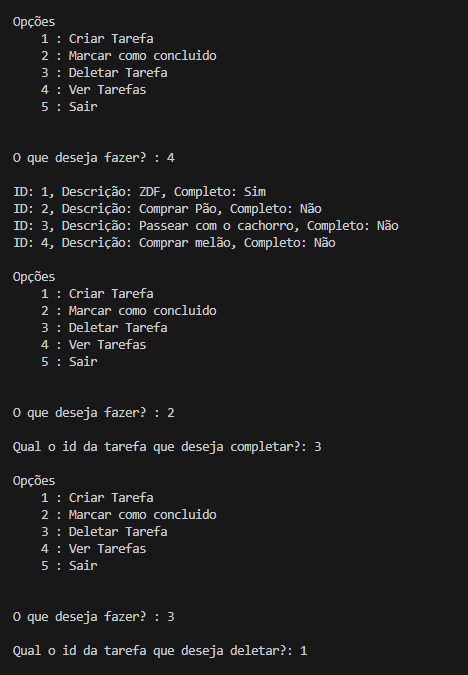 Opções
    1 : Criar Tarefa
    2 : Marcar como concluido
    3 : Deletar Tarefa
    4 : Ver Tarefas
    5 : Sair
O que deseja fazer? : 4
ID: 1, Descrição: ZDF, Completo: Sim
ID: 2, Descrição: Comprar Pão, Completo: Não
ID: 3, Descrição: Passear com o cachorro, Completo: Não
ID: 4, Descrição: Comprar melão, Completo: Não
Opções
    1 : Criar Tarefa
    2 : Marcar como concluido
    3 : Deletar Tarefa
    4 : Ver Tarefas
    5 : Sair
O que deseja fazer? : 2
Qual o id da tarefa que deseja completar?: 3
Opções
    1 : Criar Tarefa
    2 : Marcar como concluido
    3 : Deletar Tarefa
    4 : Ver Tarefas
    5 : Sair
O que deseja fazer? : 3
Qual o id da tarefa que deseja deletar?: 1